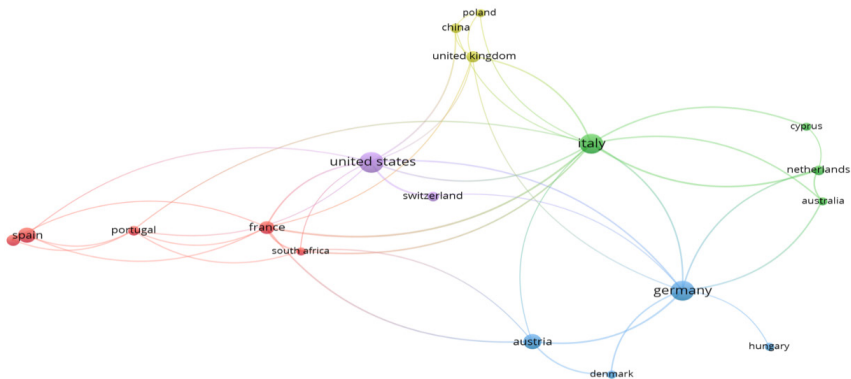 poland
china
united kingdom
cyprus
italy
united states
netherlands
switzerland
australia
france
portugal
spain
south africa
germany
austria
hungary
denmark